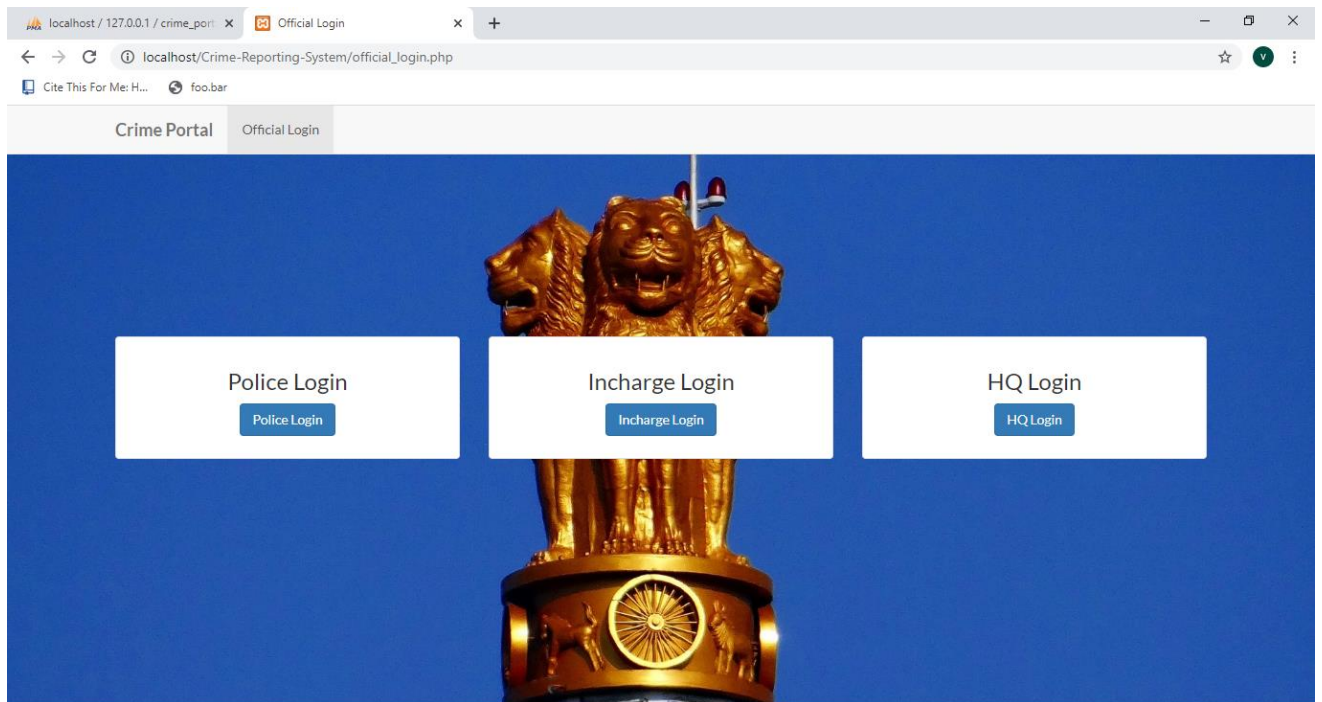 localhost / 127.0.0.1 / crime_port
Official Login
localhost/Crime-Reporting-System/official_login.php
V
Cite This For Me: H...
foo.bar
Crime Portal
Official Login
Police Login
Incharge Login
HQ Login
Police Login
Incharge Login
HQ Login